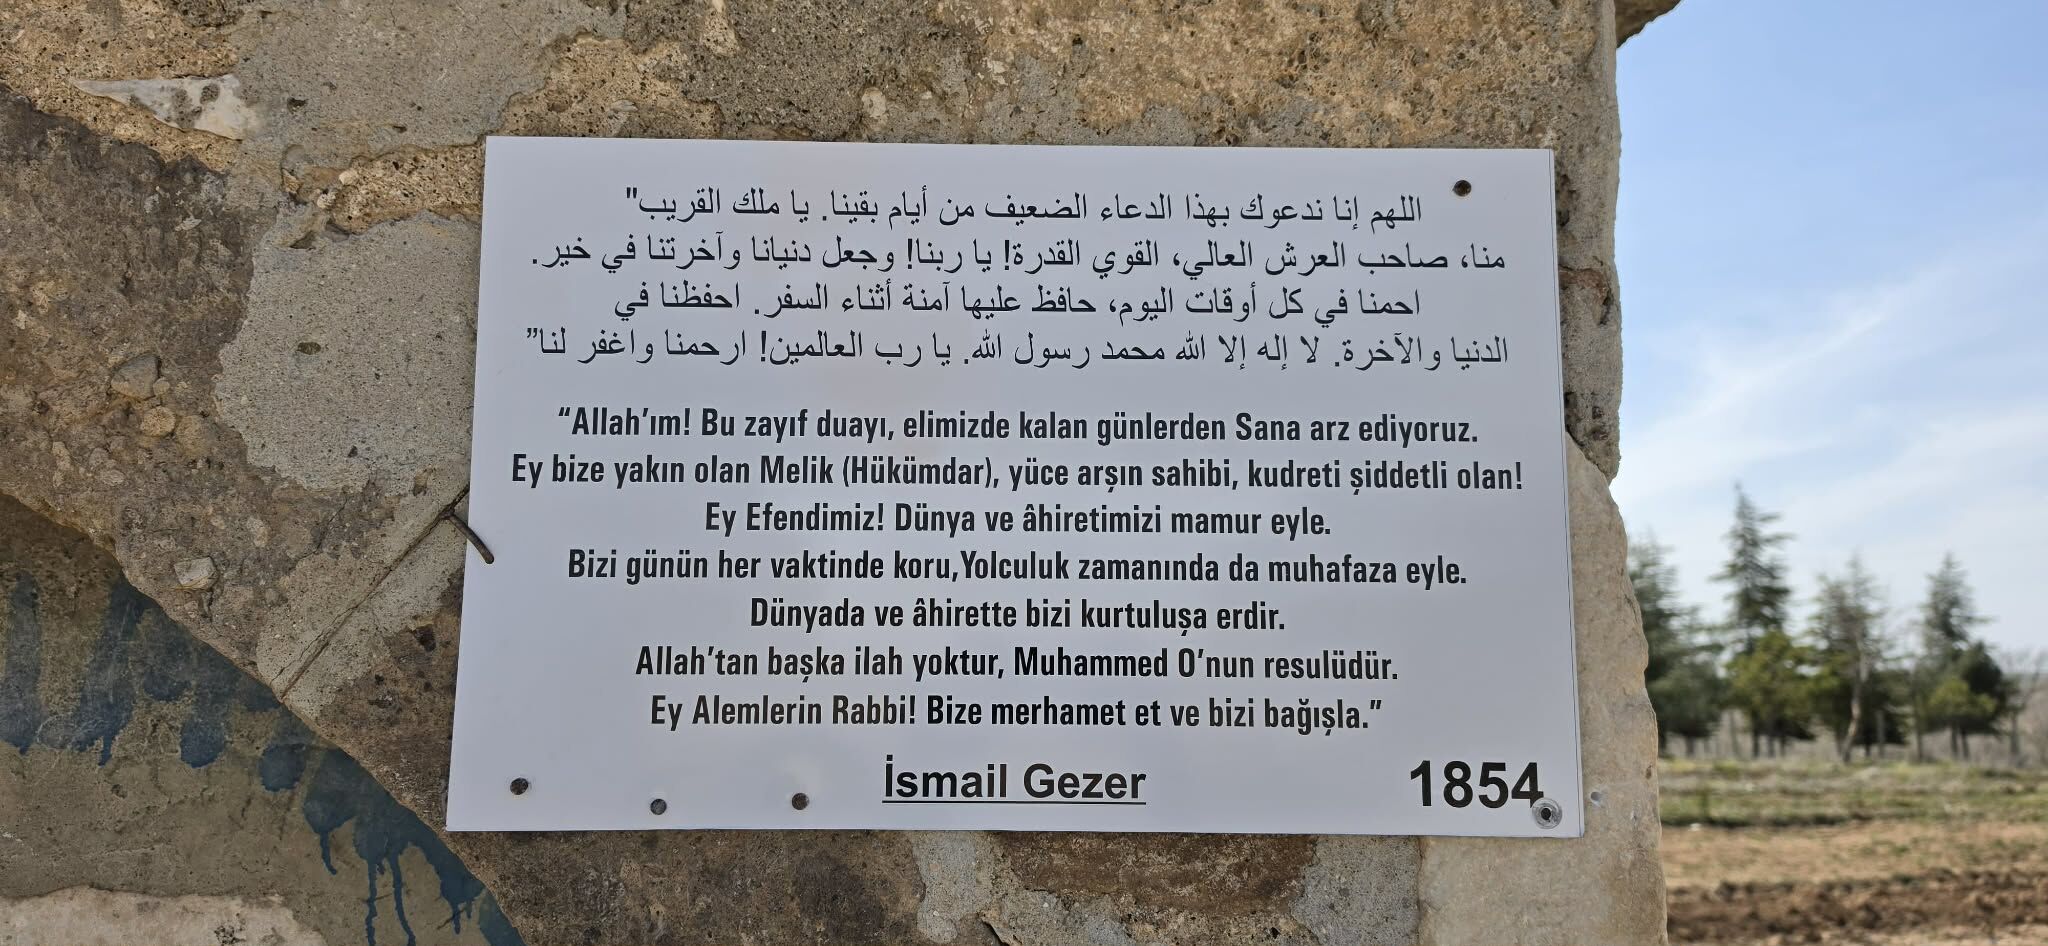 اللهم إنا ندعوك بهذا الدعاء الضعيف من أيام بقينا. يا ملك القريب"
منا، صاحب العرش العالي، القوي القدرة! يا ربنا! وجعل دنيانا وآخرتنا في خير.
احمنا في كل أوقات اليوم، حافظ عليها آمنة أثناء السفر. احفظنا في
الدنيا والآخرة. لا إله إلا الله محمد رسول الله. يا رب العالمين! ارحمنا واغفر لنا”
“Allah’ım! Bu zayıf duayı, elimizde kalan günlerden Sana arz ediyoruz.
Ey bize yakın olan Melik (Hükümdar), yüce arşın sahibi, kudreti şiddetli olan!
Ey Efendimiz! Dünya ve âhiretimizi mamur eyle.
Bizi günün her vaktinde koru,Yolculuk zamanında da muhafaza eyle.
Dünyada ve âhirette bizi kurtuluşa erdir.
Allah’tan başka ilah yoktur, Muhammed O’nun resulüdür.
Ey Alemlerin Rabbi! Bize merhamet et ve bizi bağışla.”
İsmail Gezer
1854